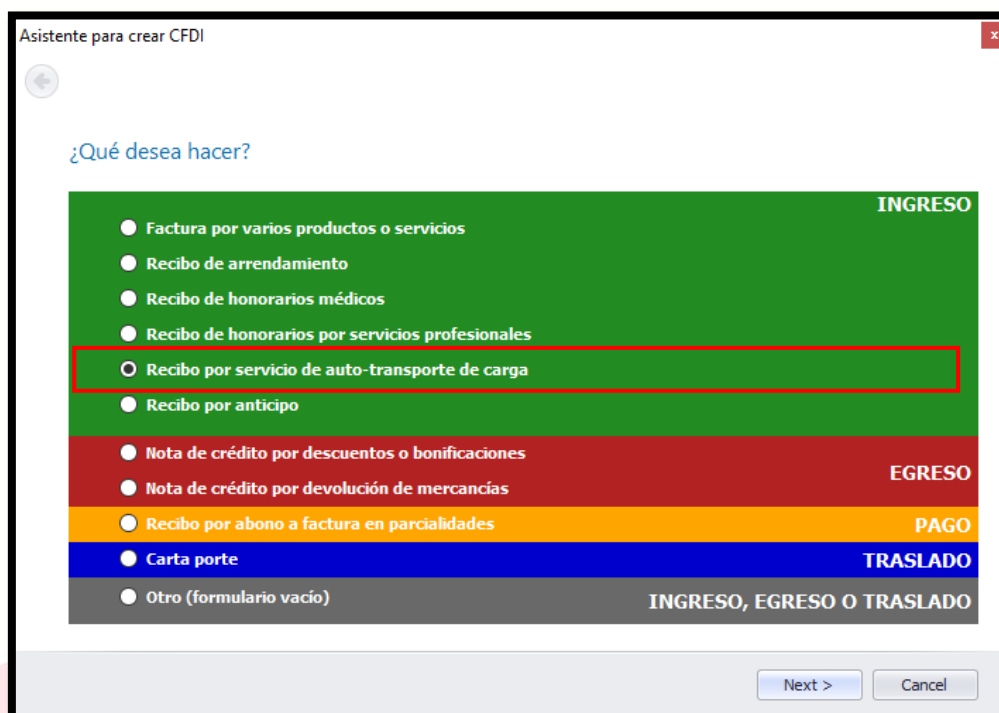 Asistente para crear CFDI
x
¿Qué desea hacer?
INGRESO
Factura por varios productos o servicios
Recibo de arrendamiento
Recibo de honorarios médicos
Recibo de honorarios por servicios profesionales
Recibo por servicio de auto-transporte de carga
Recibo por anticipo
Nota de crédito por descuentos o bonificaciones
EGRESO
Nota de crédito por devolución de mercancías
Recibo por abono a factura en parcialidades PAGO
Carta porte TRASLADO
Otro (formulario vacío) INGRESO, EGRESO O TRASLADO
Next > Cancel